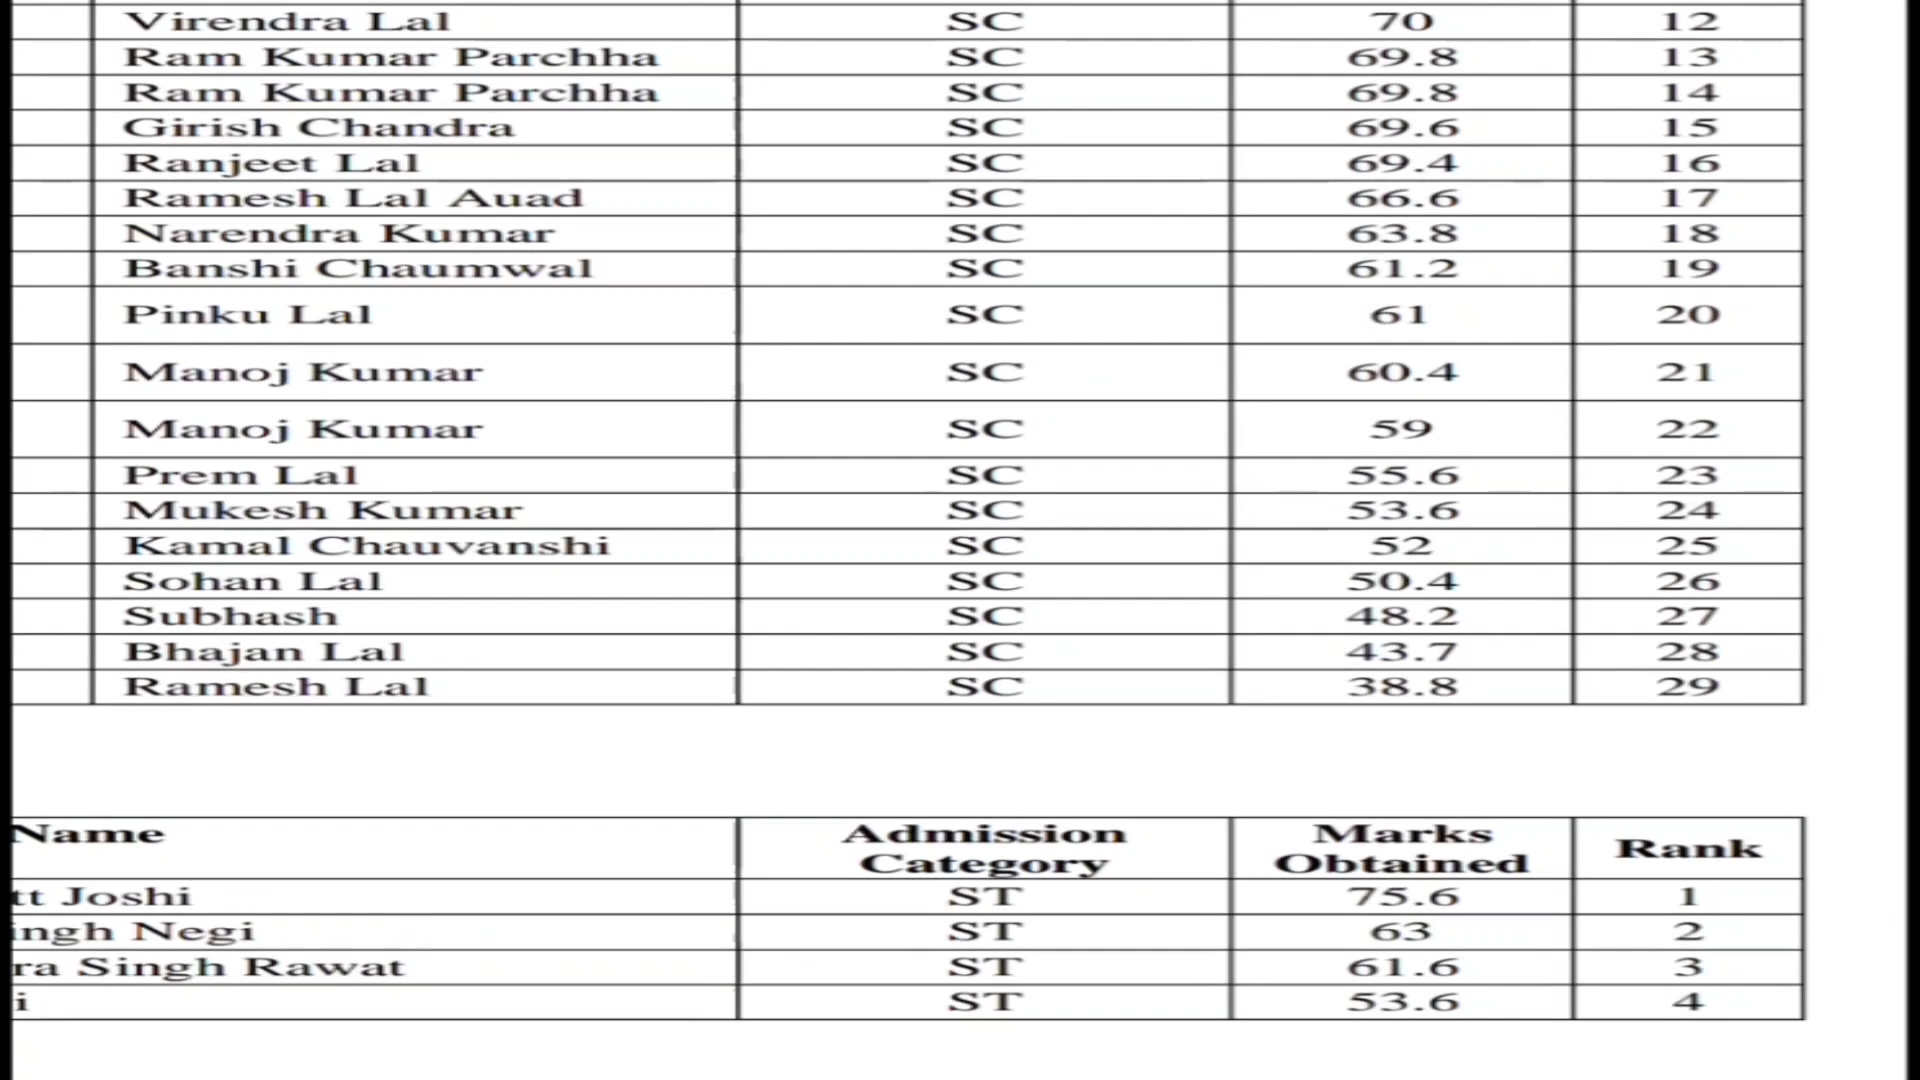 Virendra Lal SC 70 12
Ram Kumar Parchha SC 69.8 13
Ram Kumar Parchha SC 69.8 14
Girish Chandra SC 69.6 15
Ranjeet Lal SC 69.4 16
Ramesh Lal Auad SC 66.6 17
Narendra Kumar SC 63.8 18
Banshi Chaumwal SC 61.2 19
Pinku Lal SC 61 20
Manoj Kumar SC 60.4 21
Manoj Kumar SC 59 22
Prem Lal SC 55.6 23
Mukesh Kumar SC 53.6 24
Kamal Chauvanshi SC 52 25
Sohan Lal SC 50.4 26
Subhash SC 48.2 27
Bhajan Lal SC 43.7 28
Ramesh Lal SC 38.8 29
Name Admission Category Marks Obtained Rank
tt Joshi ST 75.6 1
ingh Negi ST 63 2
ra Singh Rawat ST 61.6 3
i ST 53.6 4